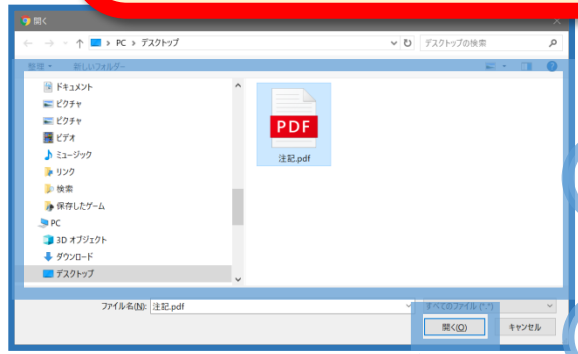 開く
PC › デスクトップ
デスクトップの検索
整理
新しいフォルダー
ドキュメント
ピクチャ
ピクチャ
ビデオ
ミュージック
リンク
検索
保存したゲーム
PC
3D オブジェクト
ダウンロード
デスクトップ
PDF
注記.pdf
ファイル名(N): 注記.pdf
すべてのファイル (*.*)
開く(O)
キャンセル